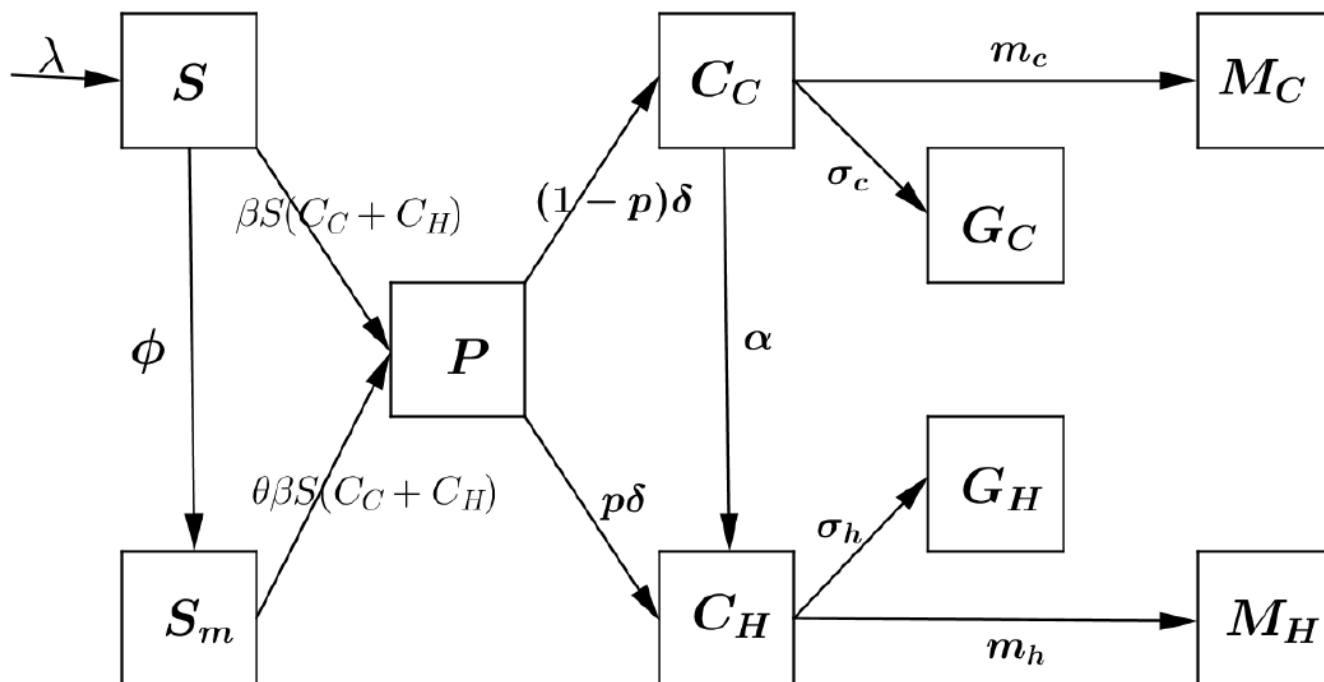 λ
S
C_C
m_c
M_C
σ_c
βS(C_C + C_H)
(1 − p)δ
G_C
ϕ
P
α
θβS(C_C + C_H)
pδ
σ_h
G_H
S_m
C_H
m_h
M_H